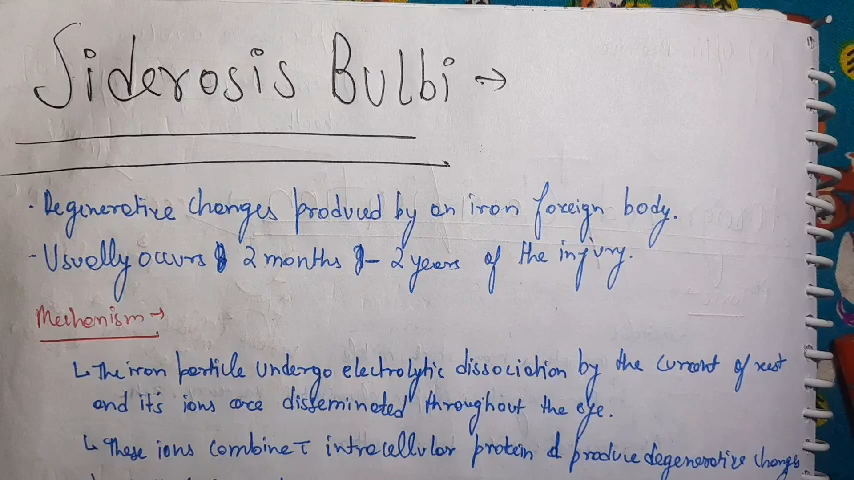 Siderosis Bulbi →
· Degenerative changes produced by an iron foreign body.
- Usually occurs 2 months - 2 years of the injury.
Mechanism →
↳ The iron particle undergo electrolytic dissociation by the current of rest
and it's ions are disseminated throughout the eye.
↳ These ions combine c̄ intracellular protein & produce degenerative changes